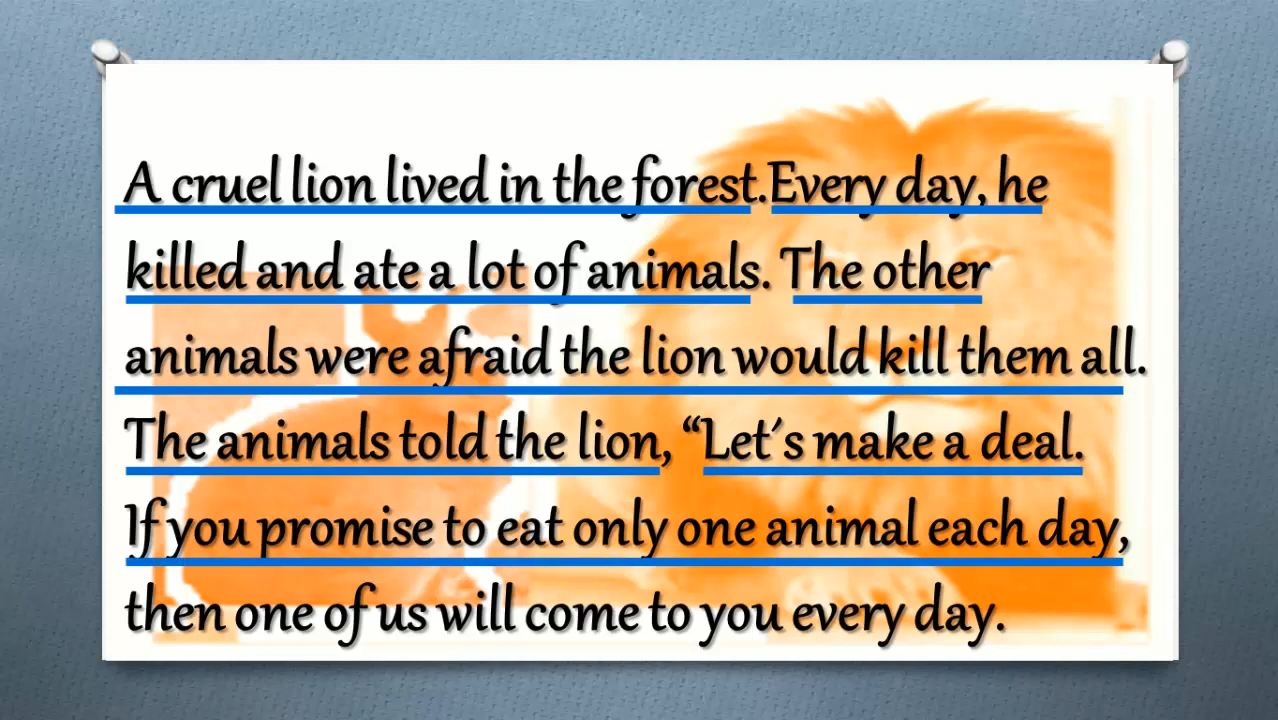 A cruel lion lived in the forest.Every day, he
killed and ate a lot of animals. The other
animals were afraid the lion would kill them all.
The animals told the lion, “Let´s make a deal.
If you promise to eat only one animal each day,
then one of us will come to you every day.